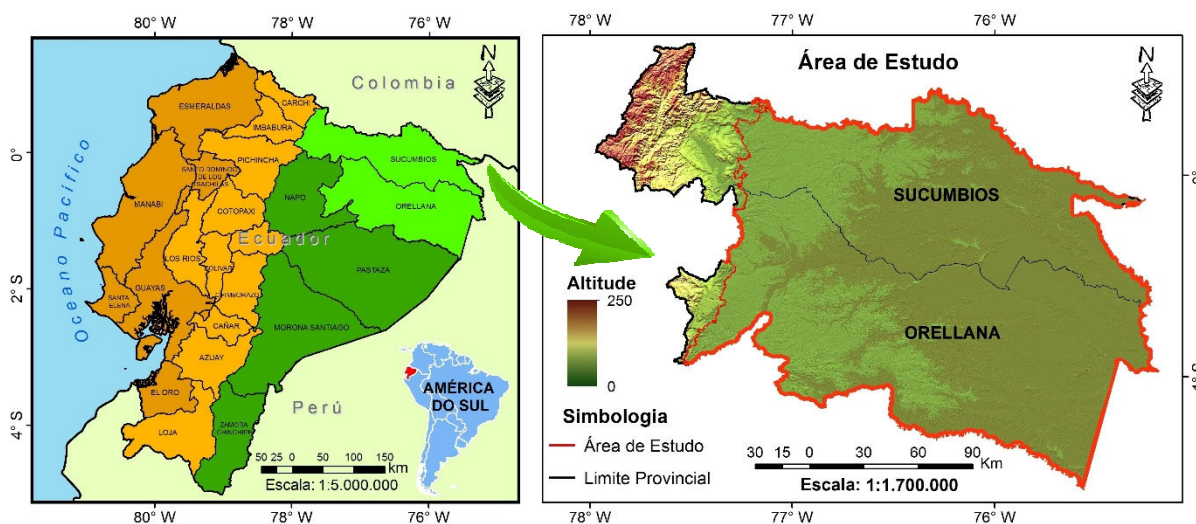 80° W
78° W
76° W
N
Colombia
ESMERALDAS
CARCHI
IMBABURA
SUCUMBIOS
0°
PICHINCHA
SANTO DOMINGO
DE LOS
TSACHILAS
NAPO
ORELLANA
MANABI
COTOPAXI
Oceano Pacífico
Ecuador
LOS RIOS
BOLIVAR
PASTAZA
2°S
GUAYAS
CHIMBORAZO
SANTA
ELENA
CAÑAR
MORONA SANTIAGO
AZUAY
EL ORO
AMÉRICA
DO SUL
Perú
4° S
LOJA
ZAMORA
CHINCHIPE
50 25 0 50 100 150
km
Escala: 1:5.000.000
80° W
78° W
76° W
78° W
77° W
76° W
Área de Estudo
N
SUCUMBIOS
Altitude
250
0
ORELLANA
Simbologia
Área de Estudo
Limite Provincial
30 15 0 30 60 90
Km
Escala: 1:1.700.000
78° W
77° W
76° W